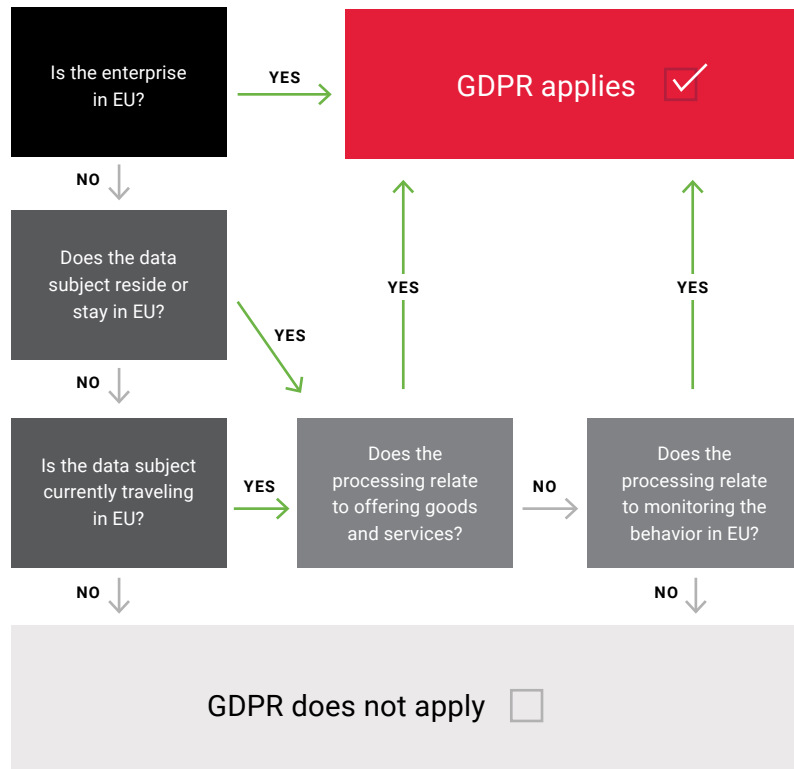 Is the enterprise
in EU?
YES
GDPR applies
NO
Does the data
subject reside or
stay in EU?
YES
YES
YES
NO
Is the data subject
currently traveling
in EU?
YES
Does the
processing relate
to offering goods
and services?
NO
Does the
processing relate
to monitoring the
behavior in EU?
NO
NO
GDPR does not apply